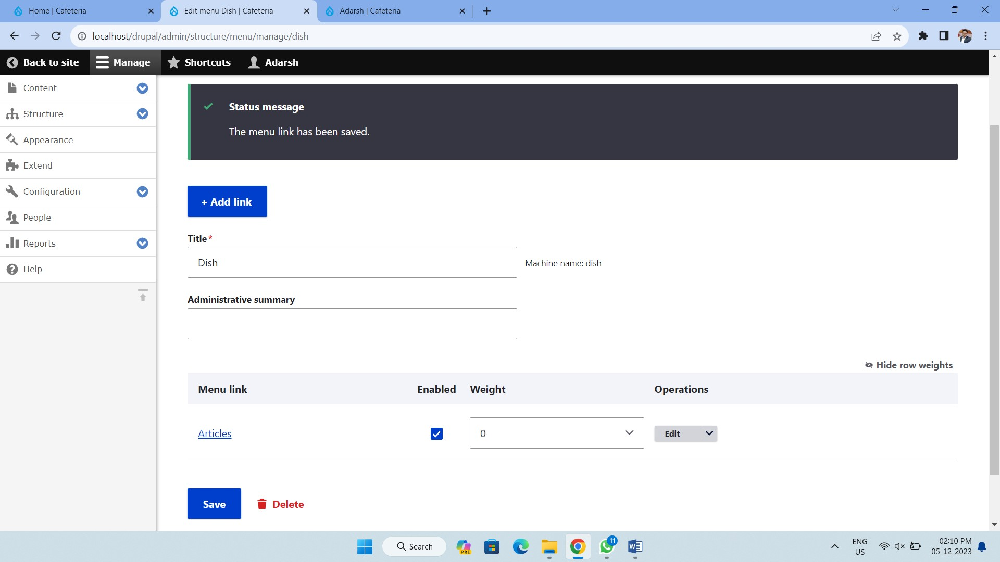 Home | Cafeteria
Edit menu Dish | Cafeteria
Adarsh | Cafeteria
localhost/drupal/admin/structure/menu/manage/dish
Back to site
Manage
Shortcuts
Adarsh
Content
Structure
Appearance
Extend
Configuration
People
Reports
Help
Status message
The menu link has been saved.
+ Add link
Title*
Dish
Machine name: dish
Administrative summary
Hide row weights
Menu link Enabled Weight Operations
Articles 0 Edit
Save Delete
Search
PRE
11
ENG
US
02:10 PM
05-12-2023